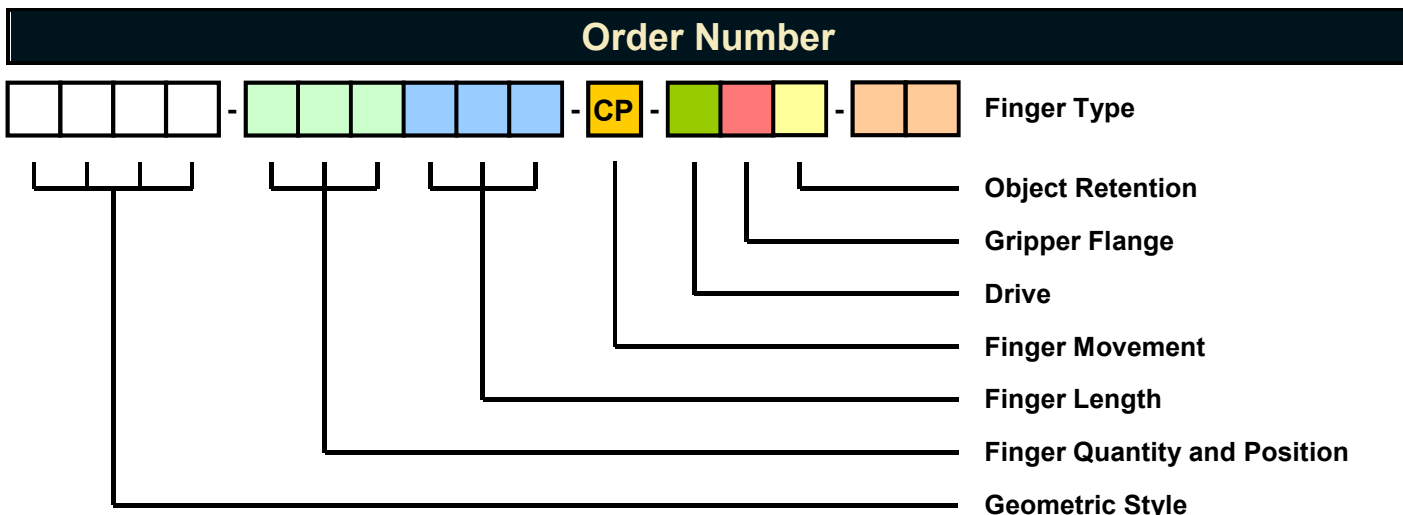 Order Number
- - CP - - Finger Type
Object Retention
Gripper Flange
Drive
Finger Movement
Finger Length
Finger Quantity and Position
Geometric Style